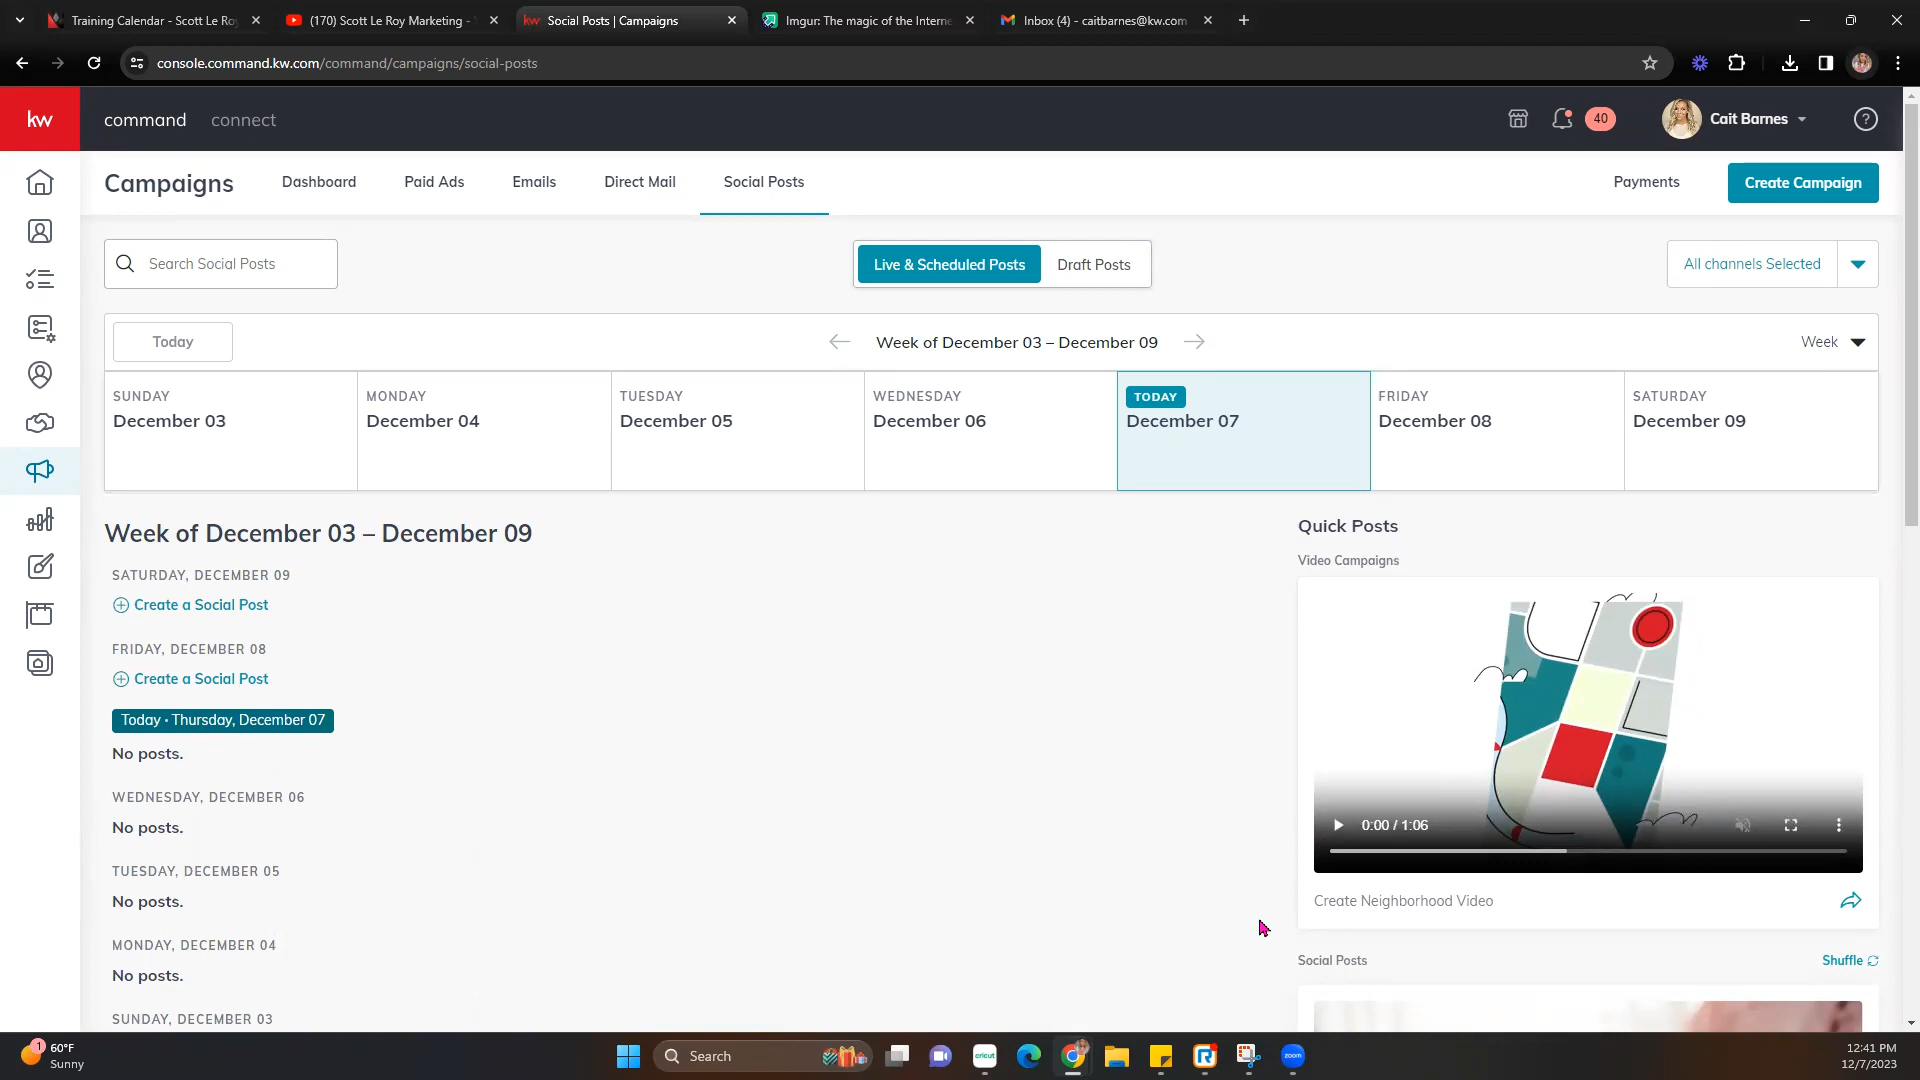 Training Calendar - Scott Le Ro
(170) Scott Le Roy Marketing -
kw Social Posts | Campaigns
Imgur: The magic of the Interne
Inbox (4) - caitbarnes@kw.com
console.command.kw.com/command/campaigns/social-posts
kw
command
connect
40
Cait Barnes
?
Campaigns
Dashboard
Paid Ads
Emails
Direct Mail
Social Posts
Payments
Create Campaign
Search Social Posts
Live & Scheduled Posts
Draft Posts
All channels Selected
Today
Week of December 03 – December 09
Week
SUNDAY
December 03
MONDAY
December 04
TUESDAY
December 05
WEDNESDAY
December 06
TODAY
December 07
FRIDAY
December 08
SATURDAY
December 09
Week of December 03 – December 09
SATURDAY, DECEMBER 09
Create a Social Post
FRIDAY, DECEMBER 08
Create a Social Post
Today • Thursday, December 07
No posts.
WEDNESDAY, DECEMBER 06
No posts.
TUESDAY, DECEMBER 05
No posts.
MONDAY, DECEMBER 04
No posts.
SUNDAY, DECEMBER 03
Quick Posts
Video Campaigns
0:00 / 1:06
Create Neighborhood Video
Social Posts
Shuffle
1
60°F
Sunny
Search
cricut
zoom
12:41 PM
12/7/2023